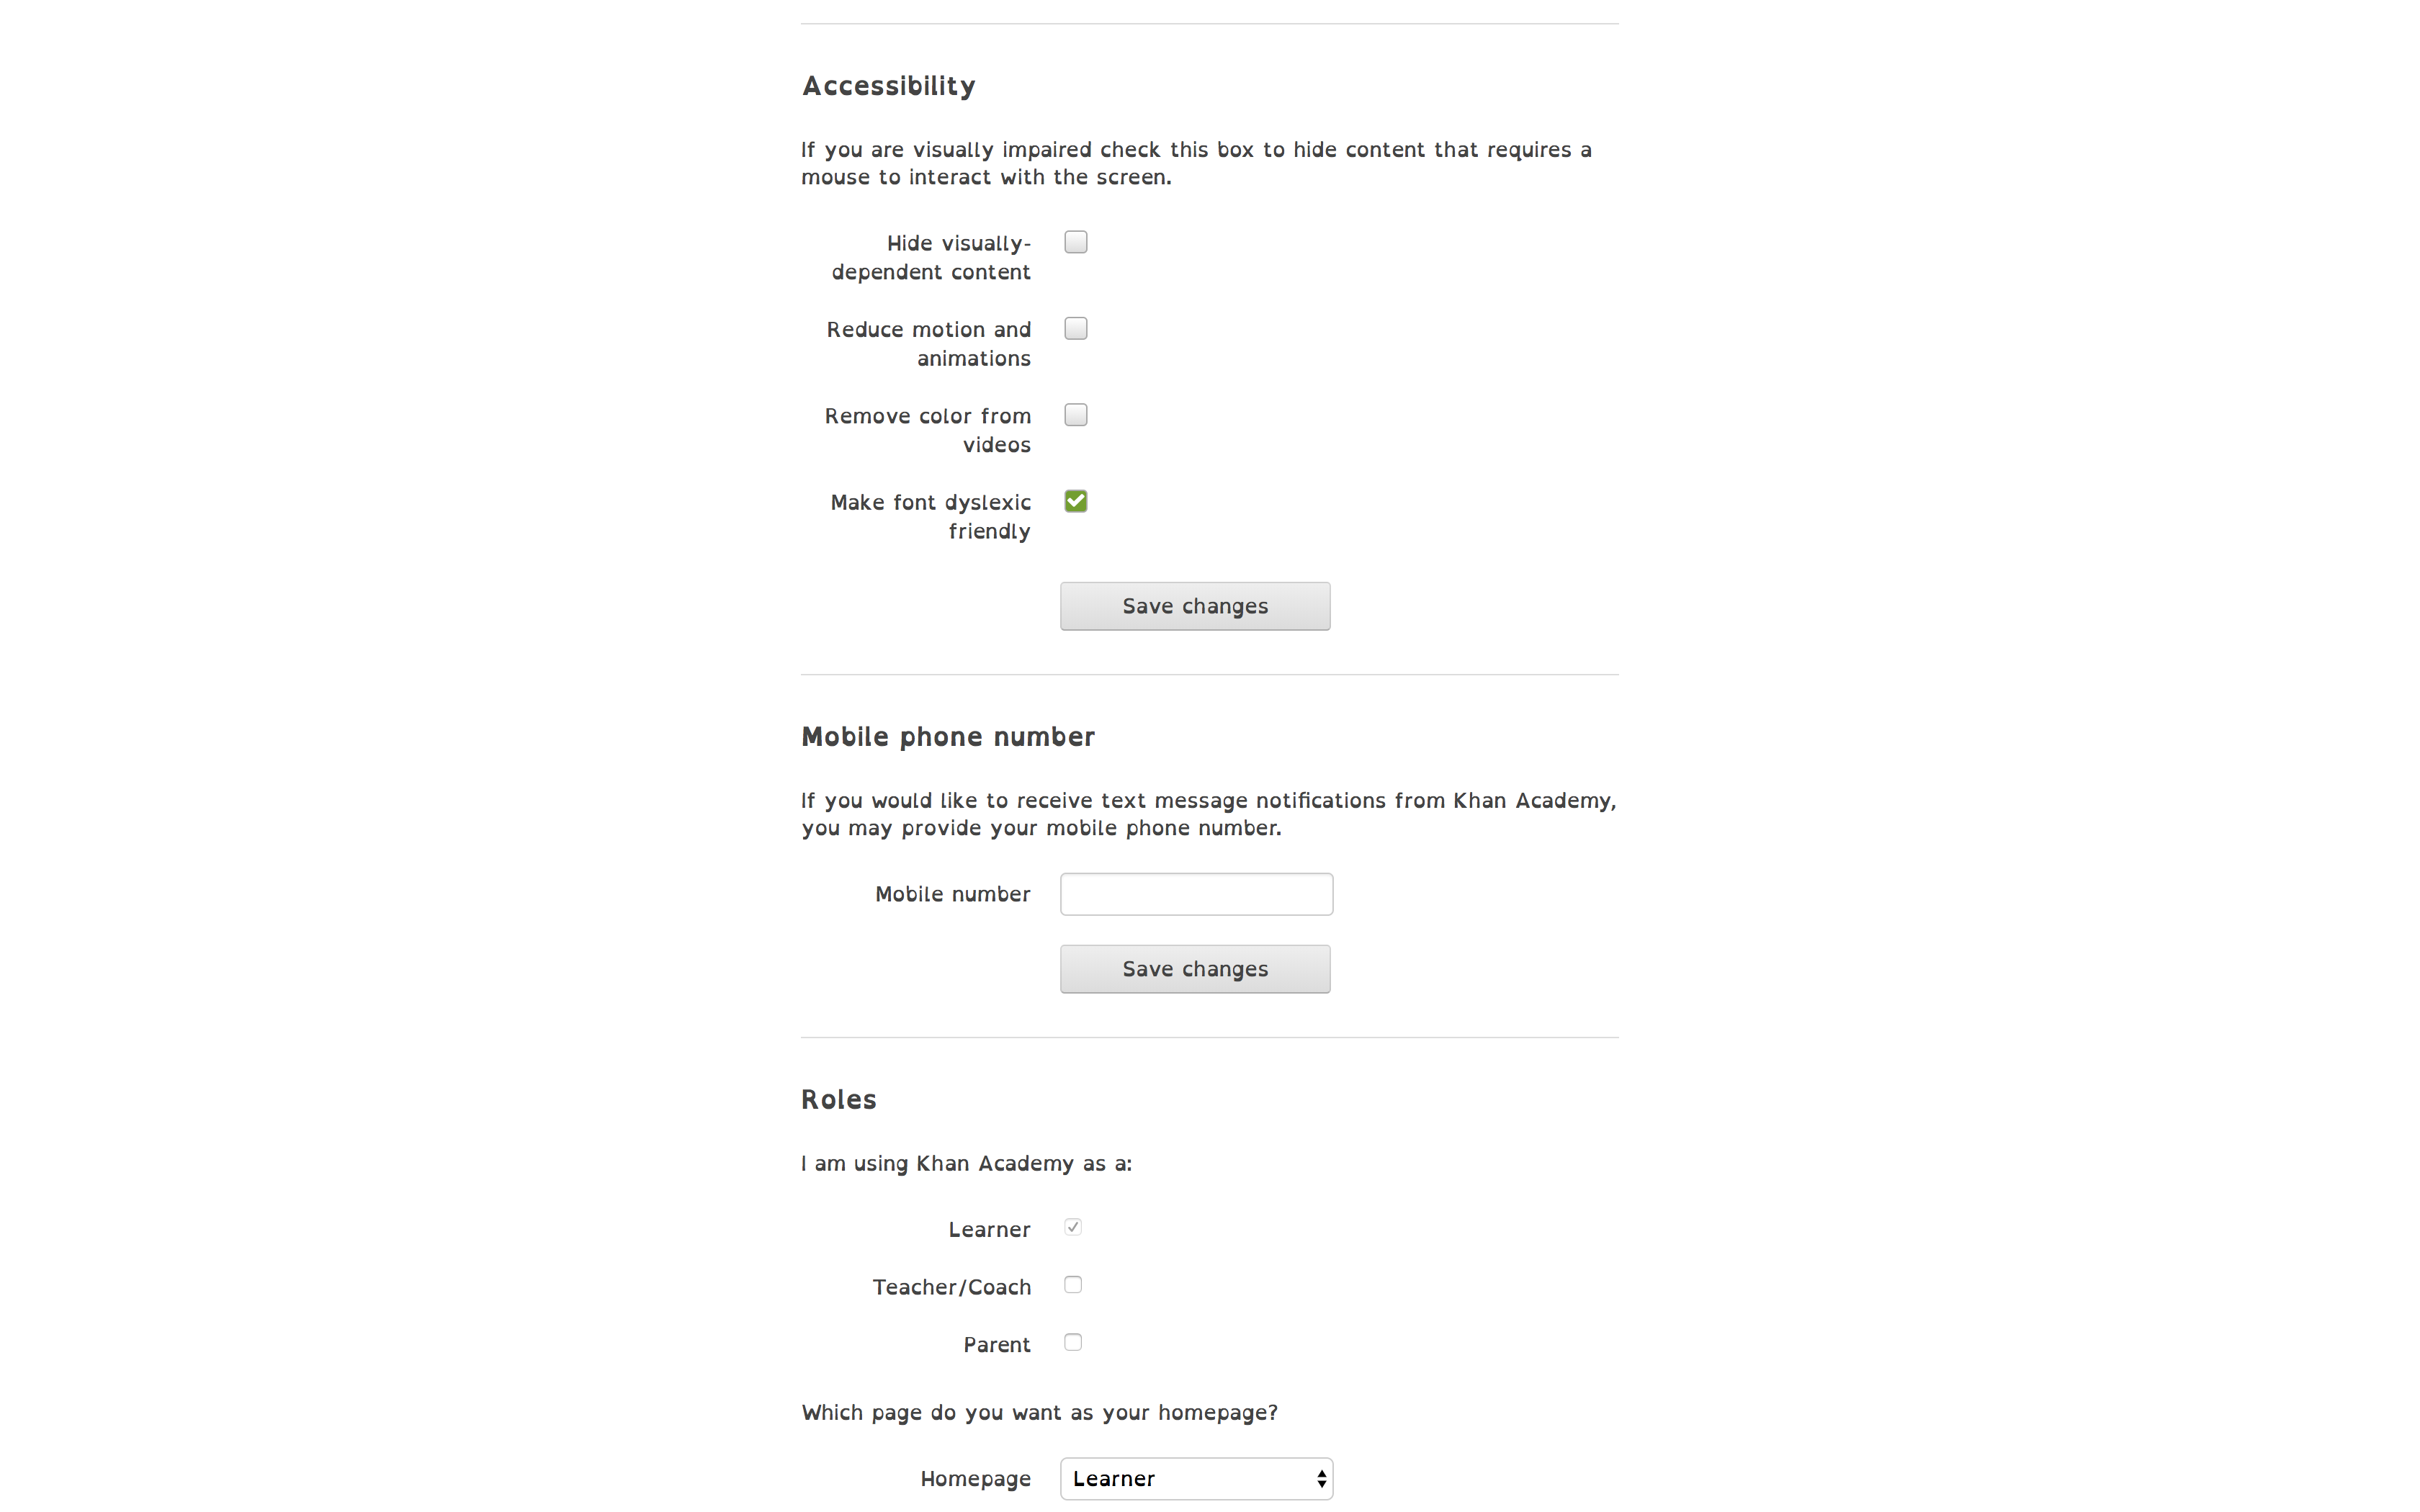 Accessibility
If you are visually impaired check this box to hide content that requires a
mouse to interact with the screen.
Hide visually-
dependent content
Reduce motion and
animations
Remove color from
videos
Make font dyslexic
friendly
Save changes
Mobile phone number
If you would like to receive text message notifications from Khan Academy,
you may provide your mobile phone number.
Mobile number
Save changes
Roles
I am using Khan Academy as a:
Learner
Teacher/Coach
Parent
Which page do you want as your homepage?
Homepage Learner